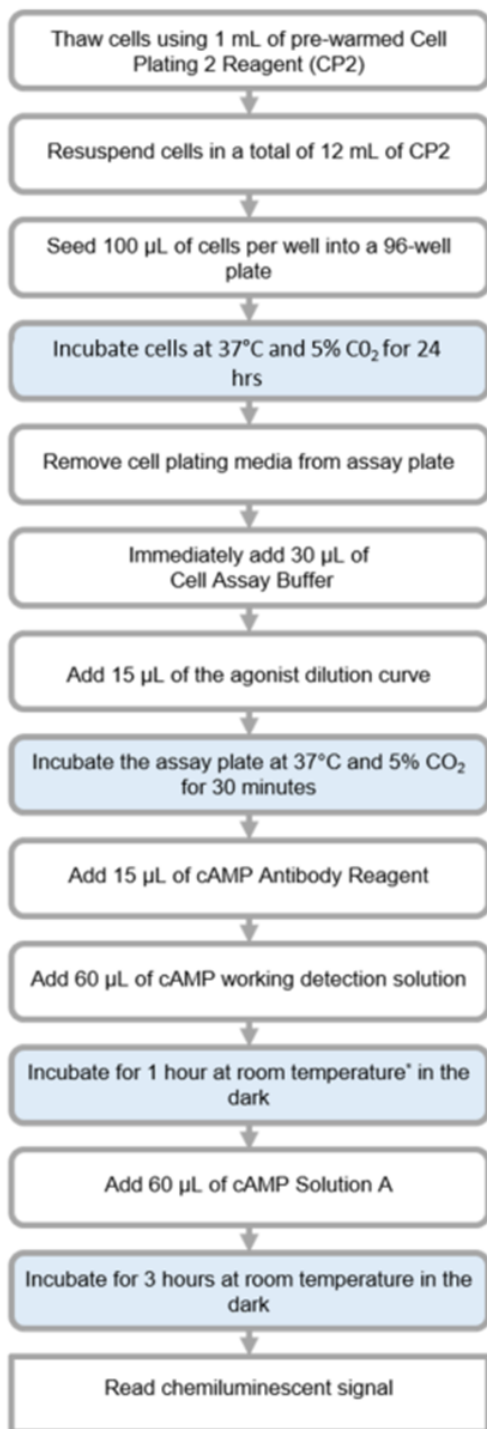 Thaw cells using 1 mL of pre-warmed Cell
Plating 2 Reagent (CP2)
Resuspend cells in a total of 12 mL of CP2
Seed 100 µL of cells per well into a 96-well
plate
Incubate cells at 37°C and 5% C0₂ for 24
hrs
Remove cell plating media from assay plate
Immediately add 30 µL of
Cell Assay Buffer
Add 15 µL of the agonist dilution curve
Incubate the assay plate at 37°C and 5% CO₂
for 30 minutes
Add 15 µL of cAMP Antibody Reagent
Add 60 µL of cAMP working detection solution
Incubate for 1 hour at room temperature* in the
dark
Add 60 µL of cAMP Solution A
Incubate for 3 hours at room temperature in the
dark
Read chemiluminescent signal